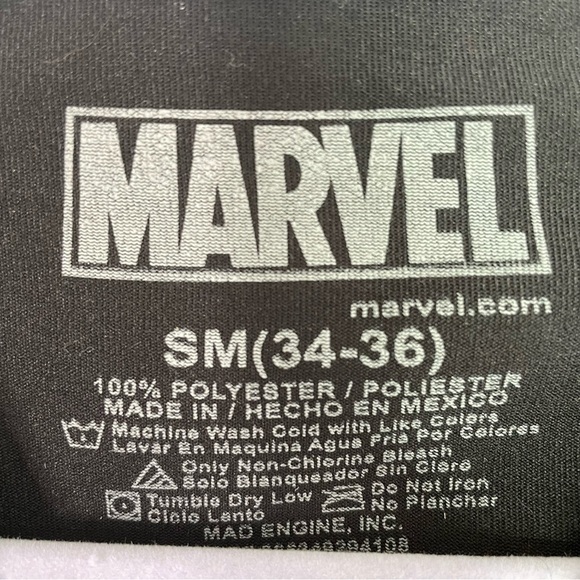 MARVEL
marvel.com
SM(34-36)
100% POLYESTER / POLIESTER
MADE IN / HECHO EN MEXICO
Machine Wash Cold with Like Colors
Lavar En Maquina Agua Fria Por Colores
Only Non-Chlorine Bleach
Solo Blanqueador Sin Cloro
Tumble Dry Low
Ciclo Lento
Do Not Iron
No Planchar
MAD ENGINE, INC.